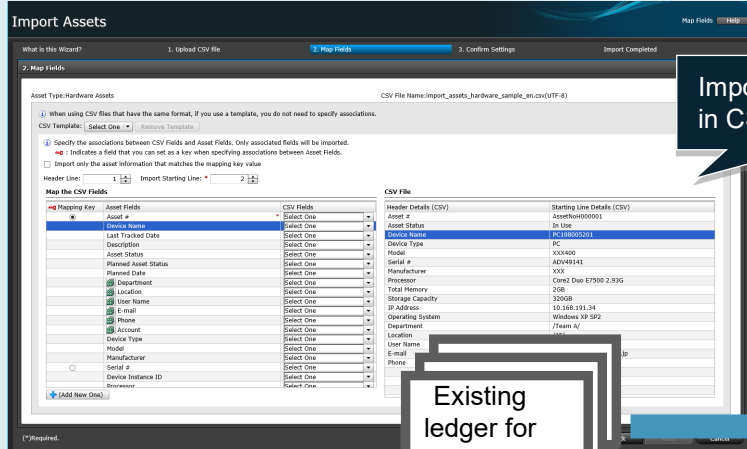 Import Assets
Map Fields Help
What is this Wizard? 1. Upload CSV file 2. Map Fields 3. Confirm Settings Import Completed
2. Map Fields
Asset Type:Hardware Assets CSV File Name:import_assets_hardware_sample_en.csv(UTF-8)
When using CSV files that have the same format, if you use a template, you do not need to specify associations.
CSV Template: Select One Remove Template
Specify the associations between CSV Fields and Asset Fields. Only associated fields will be imported.
: Indicates a field that you can set as a key when specifying associations between Asset Fields.
Import only the asset information that matches the mapping key value
Header Line: 1 Import Starting Line: * 2
Map the CSV Fields
Mapping Key Asset Fields CSV Fields
Asset # * Select One
Device Name Select One
Last Tracked Date Select One
Description Select One
Asset Status Select One
Planned Asset Status Select One
Planned Date Select One
Department Select One
Location Select One
User Name Select One
E-mail Select One
Phone Select One
Account Select One
Device Type Select One
Model Select One
Manufacturer Select One
Serial # Select One
Device Instance ID Select One
Processor Select One
(Add New One)
CSV File
Header Details (CSV) Starting Line Details (CSV)
Asset # AssetNoH000001
Asset Status In Use
Device Name PC108005201
Device Type PC
Model XXX400
Serial # ADV49141
Manufacturer XXX
Processor Core2 Duo E7500 2.93G
Total Memory 2GB
Storage Capacity 320GB
IP Address 10.168.191.34
Operating System Windows XP SP2
Department /Team A/
Location
User Name
E-mail .jp
Phone
Impo
in C
Existing
ledger for
(*)Required.
Cancel